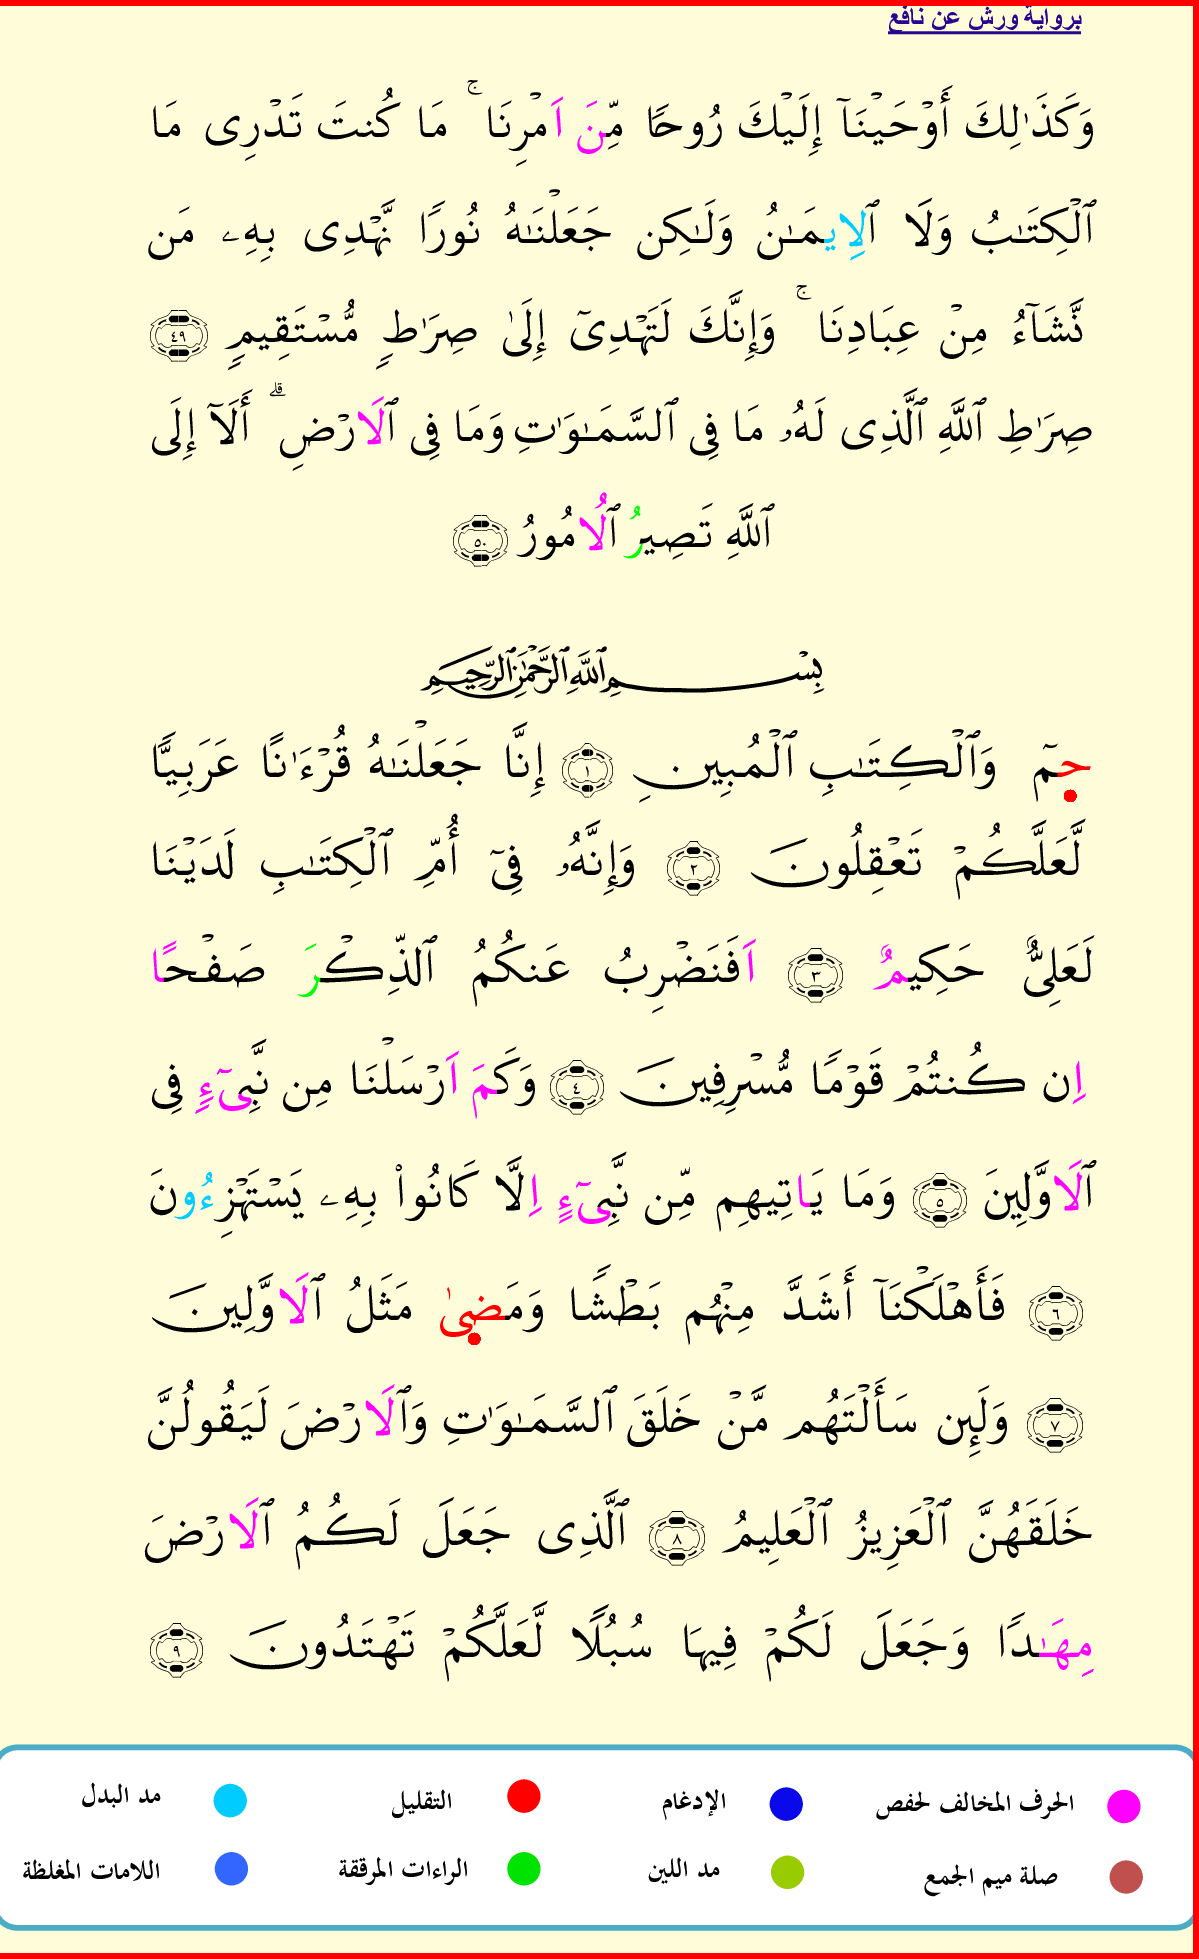 برواية ورش عن نافع
وَكَذَٰلِكَ أَوْحَيْنَآ إِلَيْكَ رُوحًا مِّنَ اَمْرِنَا ۚ مَا كُنتَ تَدْرِى مَا
ٱلْكِتَـٰبُ وَلَا ٱلِايمَـٰنُ وَلَـٰكِن جَعَلْنَـٰهُ نُورًا نَّهْدِى بِهِۦ مَن
نَّشَآءُ مِنْ عِبَادِنَا ۚ وَإِنَّكَ لَتَهْدِىٓ إِلَىٰ صِرَٰطٍ مُّسْتَقِيمٍ ٤٩
صِرَٰطِ ٱللَّهِ ٱلَّذِى لَهُۥ مَا فِى ٱلسَّمَـٰوَٰتِ وَمَا فِى ٱلَارْضِ ۗ أَلَآ إِلَى
ٱللَّهِ تَصِيرُ ٱلُامُورُ ٥٠
بِسْمِ ٱللَّهِ ٱلرَّحْمَـٰنِ ٱلرَّحِيمِ
حمٓ وَٱلْكِتَـٰبِ ٱلْمُبِينِ ١ إِنَّا جَعَلْنَـٰهُ قُرْءَٰنًا عَرَبِيًّا
لَّعَلَّكُمْ تَعْقِلُونَ ٢ وَإِنَّهُۥ فِىٓ أُمِّ ٱلْكِتَـٰبِ لَدَيْنَا
لَعَلِىٌّ حَكِيمٌ ٣ اَفَنَضْرِبُ عَنكُمُ ٱلذِّكْرَ صَفْحًا
اِن كُنتُمْ قَوْمًا مُّسْرِفِينَ ٤ وَكَمَ اَرْسَلْنَا مِن نَّبِىٓءٍ فِى
ٱلَاوَّلِينَ ٥ وَمَا يَاتِيهِم مِّن نَّبِىٓءٍ اِلَّا كَانُوا۟ بِهِۦ يَسْتَهْزِءُونَ
٦ فَأَهْلَكْنَآ أَشَدَّ مِنْهُم بَطْشًا وَمَضِىٰ مَثَلُ ٱلَاوَّلِينَ
٧ وَلَئِن سَأَلْتَهُم مَّنْ خَلَقَ ٱلسَّمَـٰوَٰتِ وَٱلَارْضَ لَيَقُولُنَّ
خَلَقَهُنَّ ٱلْعَزِيزُ ٱلْعَلِيمُ ٨ ٱلَّذِى جَعَلَ لَكُمُ ٱلَارْضَ
مِهَـٰدًا وَجَعَلَ لَكُمْ فِيهَا سُبُلًا لَّعَلَّكُمْ تَهْتَدُونَ ٩
الحرف المخالف لحفص الإدغام التقليل مد البدل
صلة ميم الجمع مد اللين الراءات المرققة اللامات المغلظة